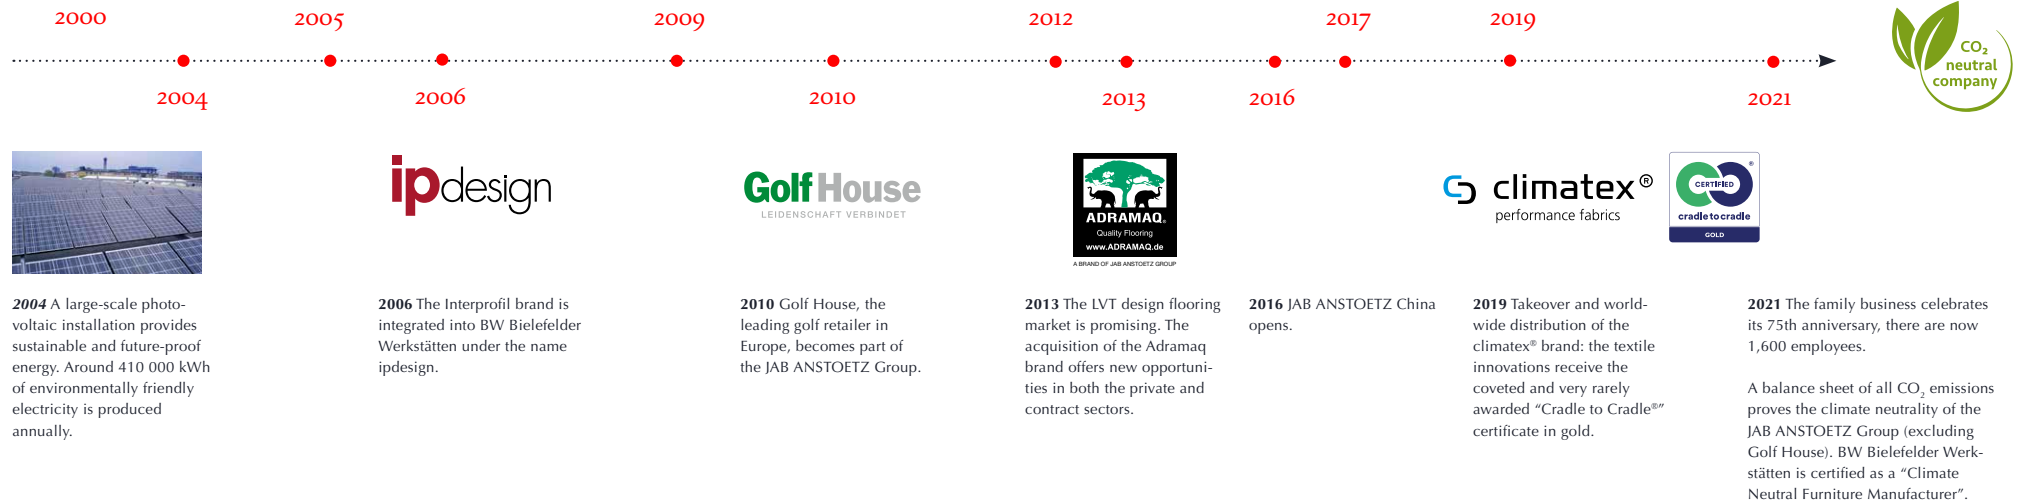 2000
2005
2009
2012
2017
2019
CO₂
neutral
company
2004
2006
2010
2013
2016
2021
ipdesign
Golf House
LEIDENSCHAFT VERBINDET
ADRAMAQ®
Quality Flooring
www.ADRAMAQ.de
A BRAND OF JAB ANSTOETZ GROUP
climatex®
performance fabrics
CERTIFIED
®
cradletocradle
GOLD
2004 A large-scale photo-
voltaic installation provides
sustainable and future-proof
energy. Around 410 000 kWh
of environmentally friendly
electricity is produced
annually.
2006 The Interprofil brand is
integrated into BW Bielefelder
Werkstätten under the name
ipdesign.
2010 Golf House, the
leading golf retailer in
Europe, becomes part of
the JAB ANSTOETZ Group.
2013 The LVT design flooring
market is promising. The
acquisition of the Adramaq
brand offers new opportuni-
ties in both the private and
contract sectors.
2016 JAB ANSTOETZ China
opens.
2019 Takeover and world-
wide distribution of the
climatex® brand: the textile
innovations receive the
coveted and very rarely
awarded “Cradle to Cradle®”
certificate in gold.
2021 The family business celebrates
its 75th anniversary, there are now
1,600 employees.
A balance sheet of all CO₂ emissions
proves the climate neutrality of the
JAB ANSTOETZ Group (excluding
Golf House). BW Bielefelder Werk-
stätten is certified as a “Climate
Neutral Furniture Manufacturer”.